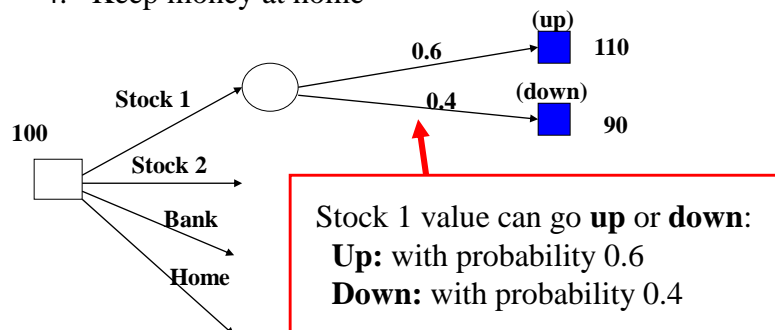 4. Keep money at home
(up)
0.6
110
Stock 1
(down)
0.4
100
90
Stock 2
Bank
Home
Stock 1 value can go up or down:
Up: with probability 0.6
Down: with probability 0.4